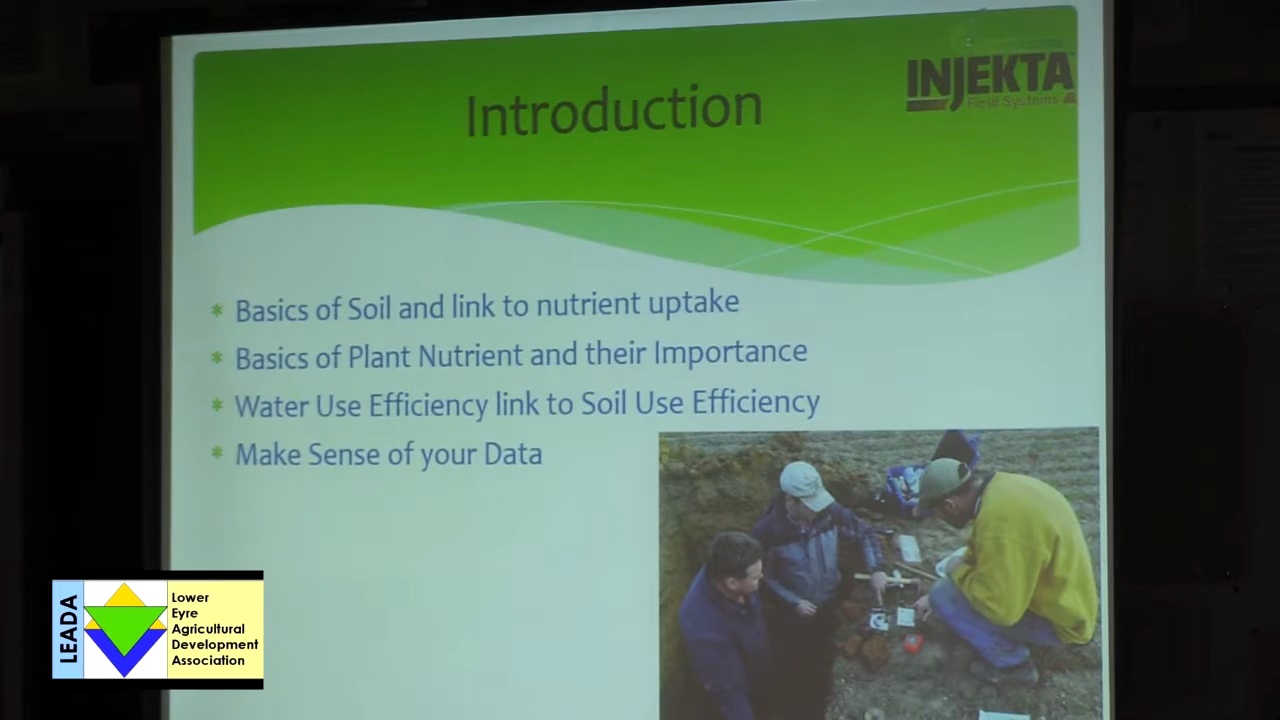 INJEKTA
Field Systems
Introduction
* Basics of Soil and link to nutrient uptake
* Basics of Plant Nutrient and their Importance
* Water Use Efficiency link to Soil Use Efficiency
* Make Sense of your Data
LEADA
Lower
Eyre
Agricultural
Development
Association